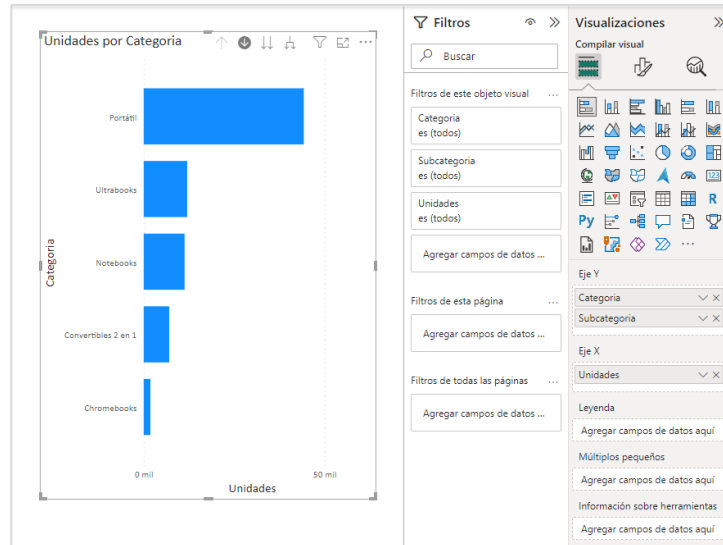 Unidades por Categoria
Portátil
Ultrabooks
Notebooks
Convertibles 2 en 1
Chromebooks
Categoria
0 mil
50 mil
Unidades
Filtros
Buscar
Filtros de este objeto visual
...
Categoria
es (todos)
Subcategoria
es (todos)
Unidades
es (todos)
Agregar campos de datos ...
Filtros de esta página
...
Agregar campos de datos ...
Filtros de todas las páginas
...
Agregar campos de datos ...
Visualizaciones
Compilar visual
123
R
Py
...
Eje Y
Categoria
Subcategoria
Eje X
Unidades
Leyenda
Agregar campos de datos aquí
Múltiplos pequeños
Agregar campos de datos aquí
Información sobre herramientas
Agregar campos de datos aquí